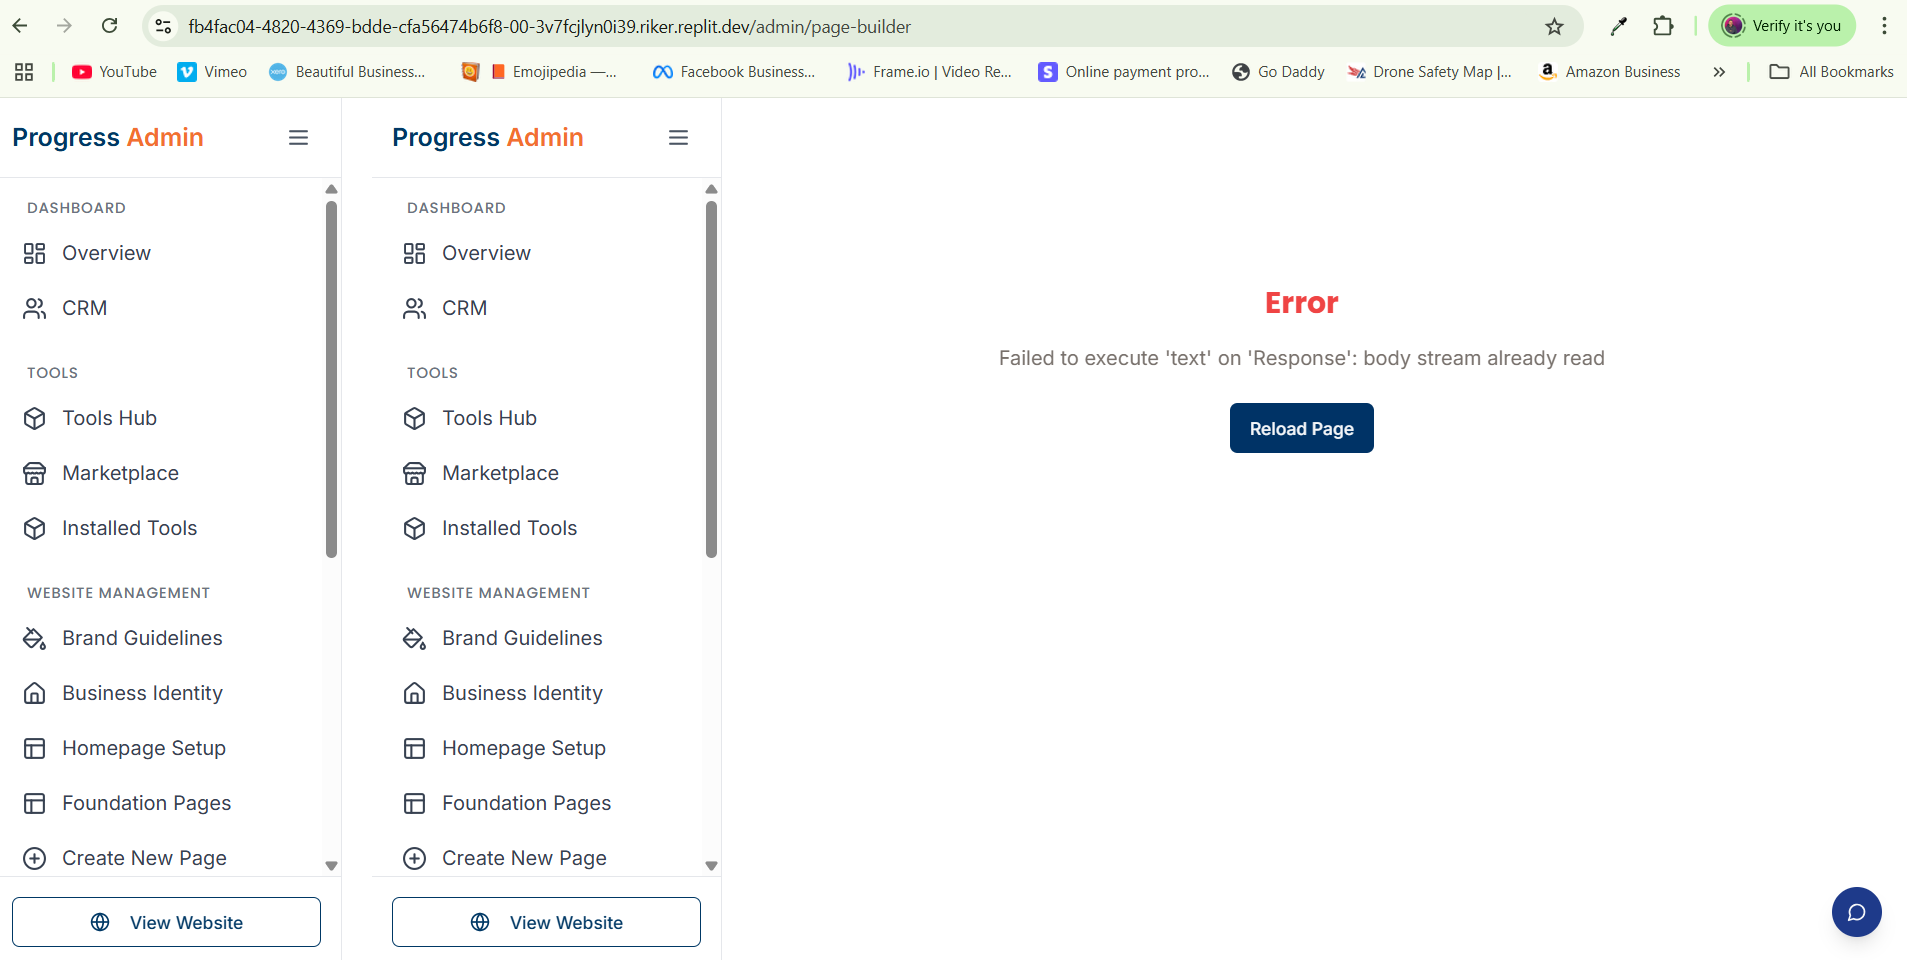 fb4fac04-4820-4369-bdde-cfa56474b6f8-00-3v7fcjlyn0i39.riker.replit.dev/admin/page-builder
Verify it's you
YouTube
Vimeo
xero
Beautiful Business...
Emojipedia —...
Facebook Business...
Frame.io | Video Re...
S
Online payment pro...
Go Daddy
Drone Safety Map |...
a
Amazon Business
»
All Bookmarks
Progress Admin
DASHBOARD
Overview
CRM
TOOLS
Tools Hub
Marketplace
Installed Tools
WEBSITE MANAGEMENT
Brand Guidelines
Business Identity
Homepage Setup
Foundation Pages
Create New Page
View Website
Progress Admin
DASHBOARD
Overview
CRM
TOOLS
Tools Hub
Marketplace
Installed Tools
WEBSITE MANAGEMENT
Brand Guidelines
Business Identity
Homepage Setup
Foundation Pages
Create New Page
View Website
Error
Failed to execute 'text' on 'Response': body stream already read
Reload Page